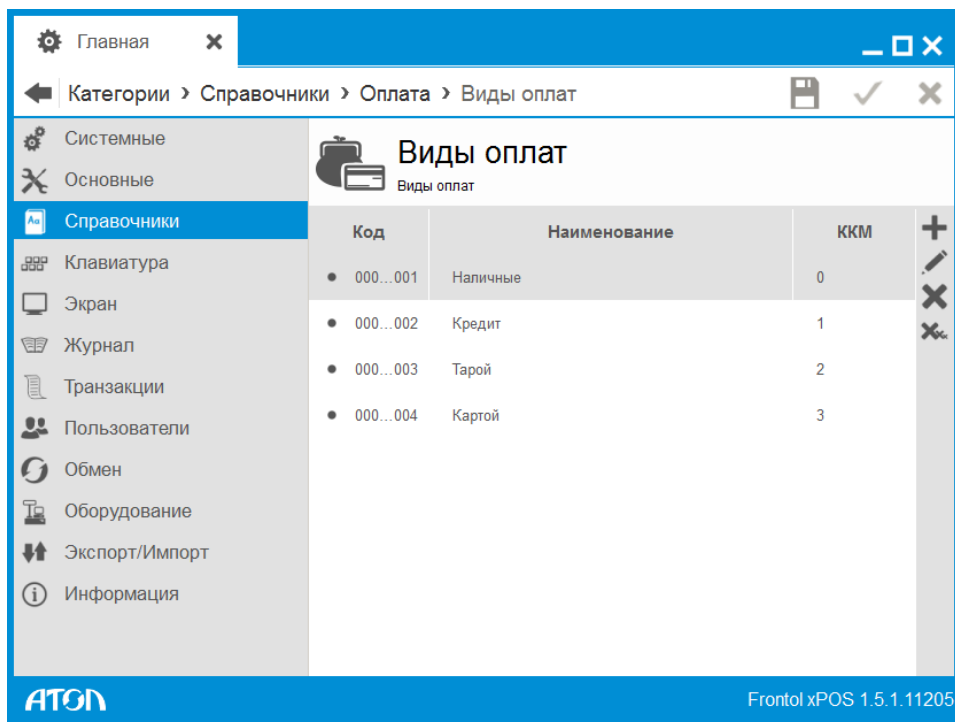 Главная
Категории › Справочники › Оплата › Виды оплат
Системные
Основные
Справочники
Клавиатура
Экран
Журнал
Транзакции
Пользователи
Обмен
Оборудование
Экспорт/Импорт
Информация
Виды оплат
Виды оплат
Код Наименование ККМ
000...001 Наличные 0
000...002 Кредит 1
000...003 Тарой 2
000...004 Картой 3
ATOL Frontol xPOS 1.5.1.11205